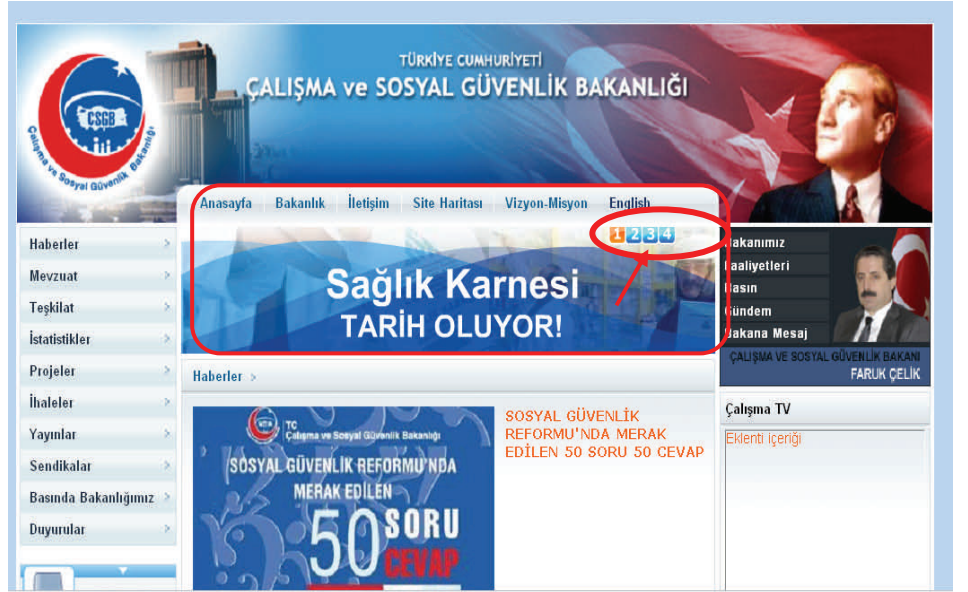 TÜRKİYE CUMHURİYETİ
ÇALIŞMA ve SOSYAL GÜVENLİK BAKANLIĞI
ÇSGB
Çalışma ve Sosyal Güvenlik Bakanlığı
Anasayfa Bakanlık İletişim Site Haritası Vizyon-Misyon English
1 2 3 4
Sağlık Karnesi
TARİH OLUYOR!
Haberler >
Mevzuat >
Teşkilat >
İstatistikler >
Projeler >
İhaleler >
Yayınlar >
Sendikalar >
Basında Bakanlığımız >
Duyurular >
Haberler >
TC
Çalışma ve Sosyal Güvenlik Bakanlığı
SOSYAL GÜVENLİK REFORMU'NDA
MERAK EDİLEN
50 SORU
CEVAP
SOSYAL GÜVENLİK
REFORMU'NDA MERAK
EDİLEN 50 SORU 50 CEVAP
Bakanımız
Faaliyetleri
Basın
Gündem
Bakana Mesaj
ÇALIŞMA VE SOSYAL GÜVENLİK BAKANI
FARUK ÇELİK
Çalışma TV
Eklenti içeriği